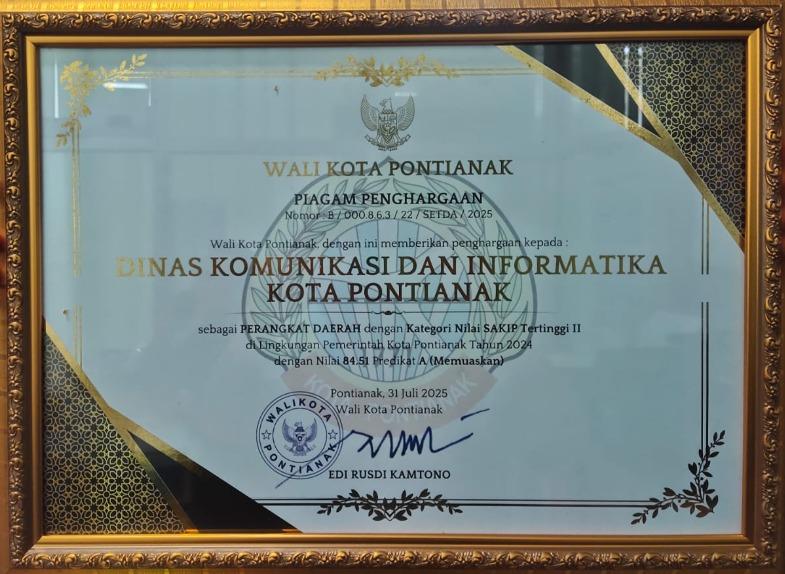 WALI KOTA PONTIANAK
PIAGAM PENGHARGAAN
Nomor : B / 000.8.6.3 / 22 / SETDA / 2025
Wali Kota Pontianak, dengan ini memberikan penghargaan kepada :
DINAS KOMUNIKASI DAN INFORMATIKA
KOTA PONTIANAK
sebagai PERANGKAT DAERAH dengan Kategori Nilai SAKIP Tertinggi II
di Lingkungan Pemerintah Kota Pontianak Tahun 2024
dengan Nilai 84.51 Predikat A (Memuaskan)
KOTA PONTIANAK
Pontianak, 31 Juli 2025
Wali Kota Pontianak
WALIKOTA
PONTIANAK
EDI RUSDI KAMTONO